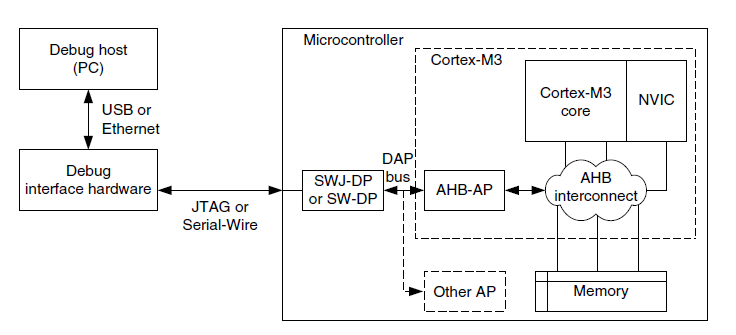 Debug host
(PC)
USB or
Ethernet
Debug
interface hardware
JTAG or
Serial-Wire
Microcontroller
SWJ-DP
or SW-DP
DAP
bus
Cortex-M3
AHB-AP
Cortex-M3
core
NVIC
AHB
interconnect
Other AP
Memory